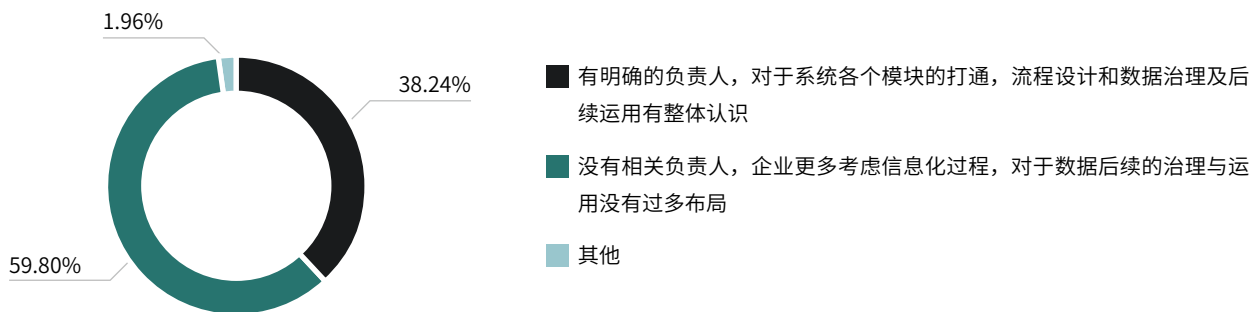 1.96%
38.24%
59.80%
有明确的负责人，对于系统各个模块的打通，流程设计和数据治理及后
续运用有整体认识
没有相关负责人，企业更多考虑信息化过程，对于数据后续的治理与运
用没有过多布局
其他